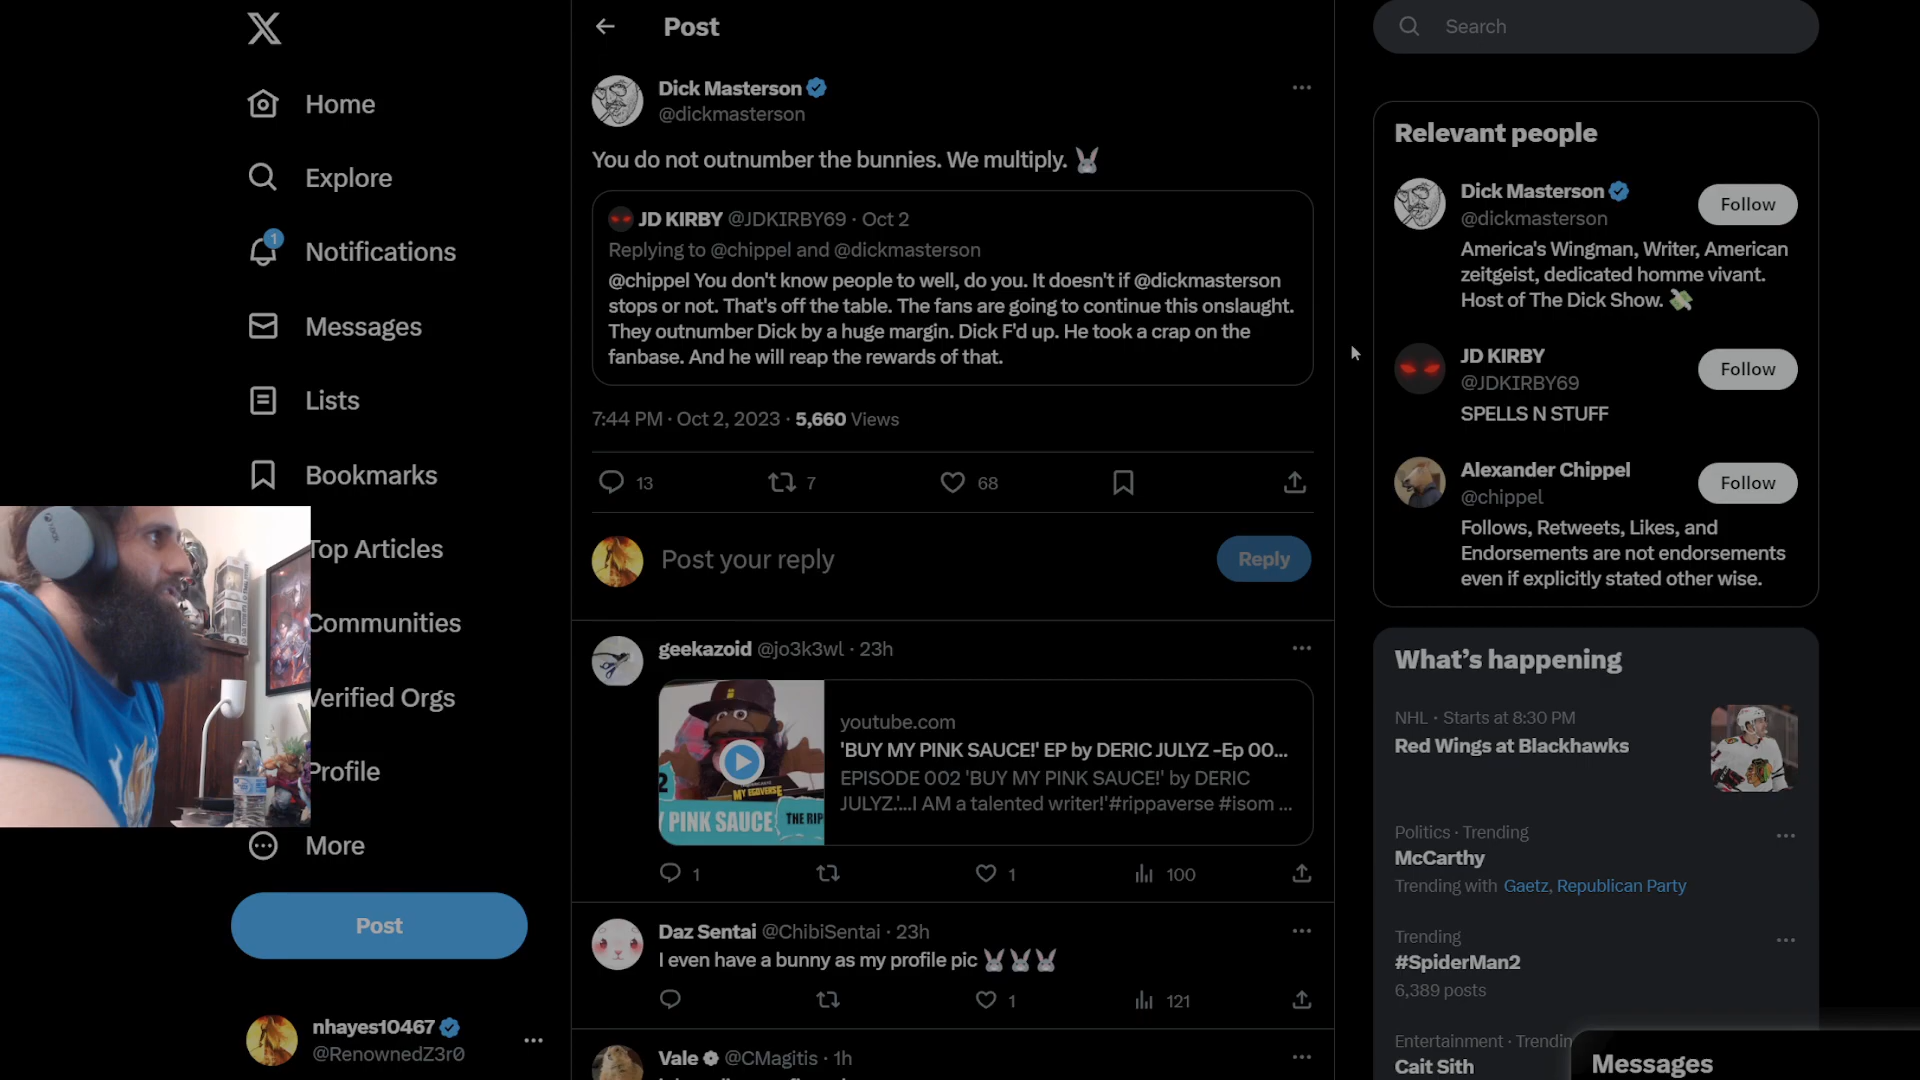 Home
Explore
1
Notifications
Messages
Lists
Bookmarks
Top Articles
Communities
Verified Orgs
Profile
More
Post
nhayes10467
@RenownedZ3r0
Post
Dick Masterson
@dickmasterson
You do not outnumber the bunnies. We multiply. 🐰
JD KIRBY @JDKIRBY69 · Oct 2
Replying to @chippel and @dickmasterson
@chippel You don't know people to well, do you. It doesn't if @dickmasterson
stops or not. That's off the table. The fans are going to continue this onslaught.
They outnumber Dick by a huge margin. Dick F'd up. He took a crap on the
fanbase. And he will reap the rewards of that.
7:44 PM · Oct 2, 2023 · 5,660 Views
13 7 68
Post your reply
Reply
geekazoid @jo3k3wl · 23h
MY EGOVERSE
PINK SAUCE THE RIP
youtube.com
'BUY MY PINK SAUCE!' EP by DERIC JULYZ -Ep 00...
EPISODE 002 'BUY MY PINK SAUCE!' by DERIC
JULYZ.'...I AM a talented writer!'#rippaverse #isom ...
1 1 100
Daz Sentai @ChibiSentai · 23h
I even have a bunny as my profile pic 🐰🐰🐰
1 121
Vale @CMagitis · 1h
Search
Relevant people
Dick Masterson
@dickmasterson
Follow
America's Wingman, Writer, American
zeitgeist, dedicated homme vivant.
Host of The Dick Show. 💸
JD KIRBY
@JDKIRBY69
Follow
SPELLS N STUFF
Alexander Chippel
@chippel
Follow
Follows, Retweets, Likes, and
Endorsements are not endorsements
even if explicitly stated other wise.
What's happening
NHL · Starts at 8:30 PM
Red Wings at Blackhawks
Politics · Trending
McCarthy
Trending with Gaetz, Republican Party
Trending
#SpiderMan2
6,389 posts
Entertainment · Trendin
Cait Sith
Messages